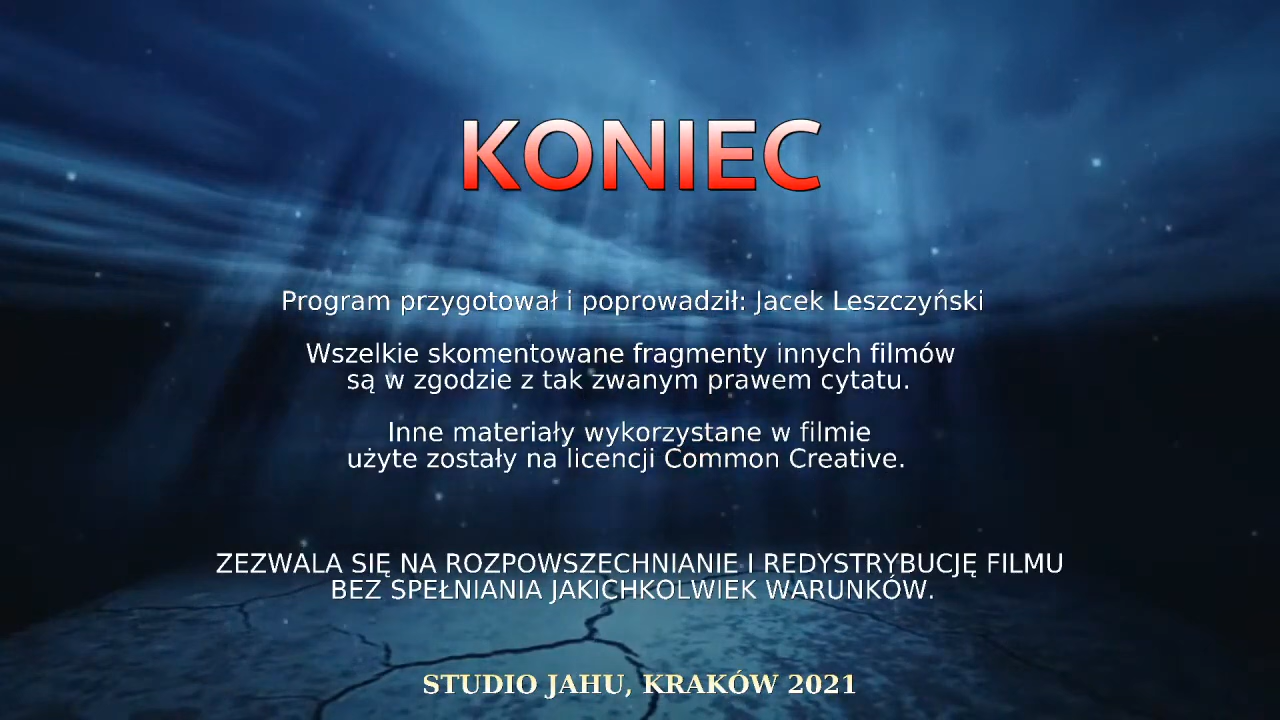 KONIEC
Program przygotował i poprowadził: Jacek Leszczyński
Wszelkie skomentowane fragmenty innych filmów
są w zgodzie z tak zwanym prawem cytatu.
Inne materiały wykorzystane w filmie
użyte zostały na licencji Common Creative.
ZEZWALA SIĘ NA ROZPOWSZECHNIANIE I REDYSTRYBUCJĘ FILMU
BEZ SPEŁNIANIA JAKICHKOLWIEK WARUNKÓW.
STUDIO JAHU, KRAKÓW 2021